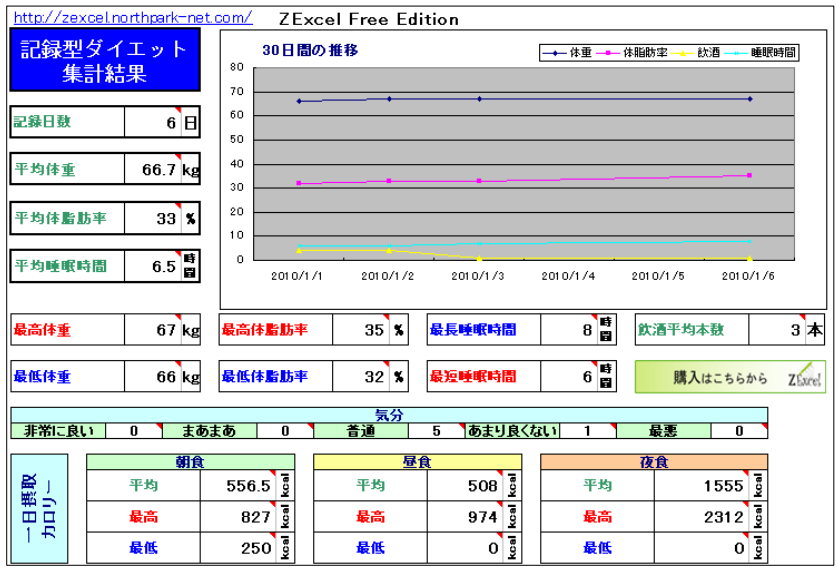 http://zexcel.northpark-net.com/ ZExcel Free Edition
記録型ダイエット
集計結果
30日間の推移
体重 体脂肪率 飲酒 睡眠時間
80
70
60
50
40
30
20
10
0
2010/1/1 2010/1/2 2010/1/3 2010/1/4 2010/1/5 2010/1/6
記録日数 6 日
平均体重 66.7 kg
平均体脂肪率 33 %
平均睡眠時間 6.5 時間
最高体重 67 kg 最高体脂肪率 35 % 最長睡眠時間 8 時間 飲酒平均本数 3 本
最低体重 66 kg 最低体脂肪率 32 % 最短睡眠時間 6 時間 購入はこちらから ZExcel
気分
非常に良い 0 まあまあ 0 普通 5 あまり良くない 1 最悪 0
一日摂取
カロリー
朝食 昼食 夜食
平均 556.5 kcal 平均 508 kcal 平均 1555 kcal
最高 827 kcal 最高 974 kcal 最高 2312 kcal
最低 250 kcal 最低 0 kcal 最低 0 kcal